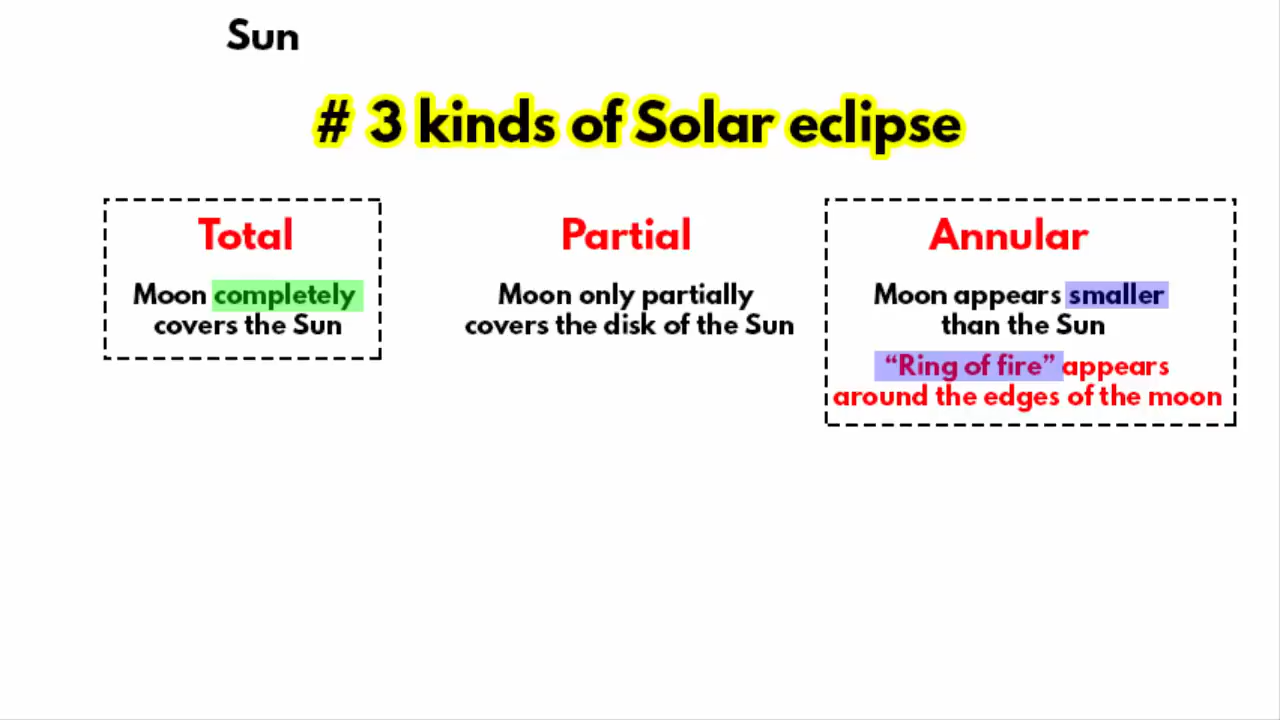 Sun
# 3 kinds of Solar eclipse
Total
Moon completely
covers the Sun
Partial
Moon only partially
covers the disk of the Sun
Annular
Moon appears smaller
than the Sun
“Ring of fire” appears
around the edges of the moon